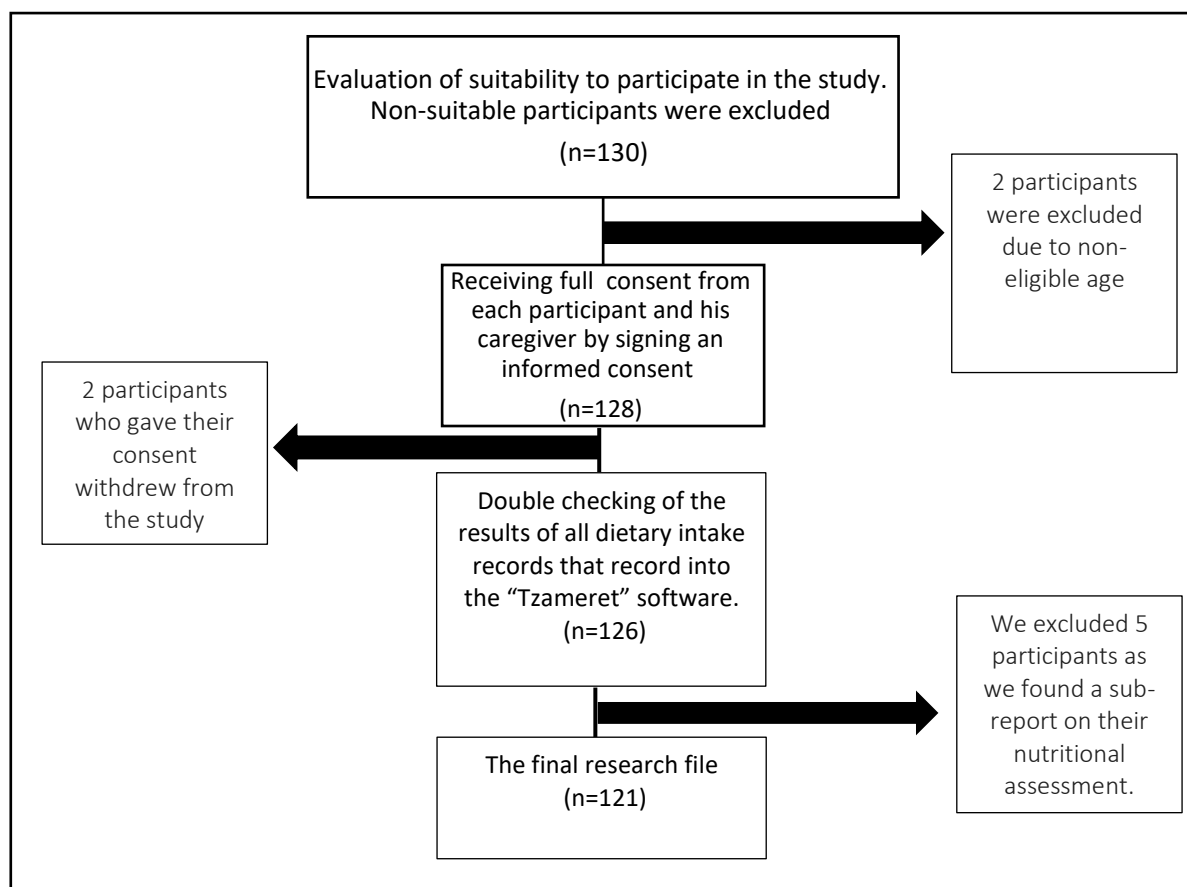 Evaluation of suitability to participate in the study.
Non-suitable participants were excluded
(n=130)
2 participants
were excluded
due to non-
eligible age
Receiving full consent from
each participant and his
caregiver by signing an
informed consent
(n=128)
2 participants
who gave their
consent
withdrew from
the study
Double checking of the
results of all dietary intake
records that record into
the “Tzameret” software.
(n=126)
We excluded 5
participants as
we found a sub-
report on their
nutritional
assessment.
The final research file
(n=121)